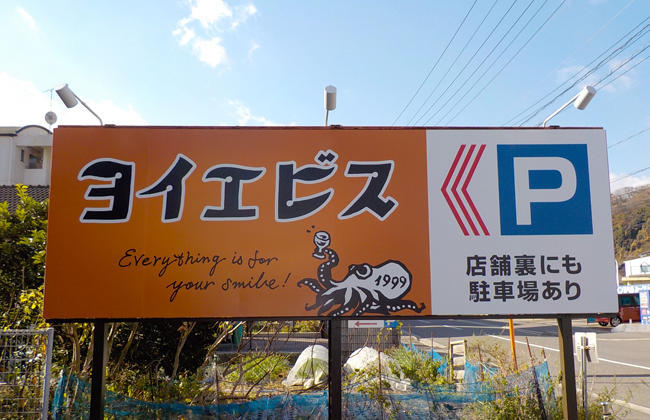 ヨイエビス
Everything is for
your smile!
1999
P
店舗裏にも
駐車場あり